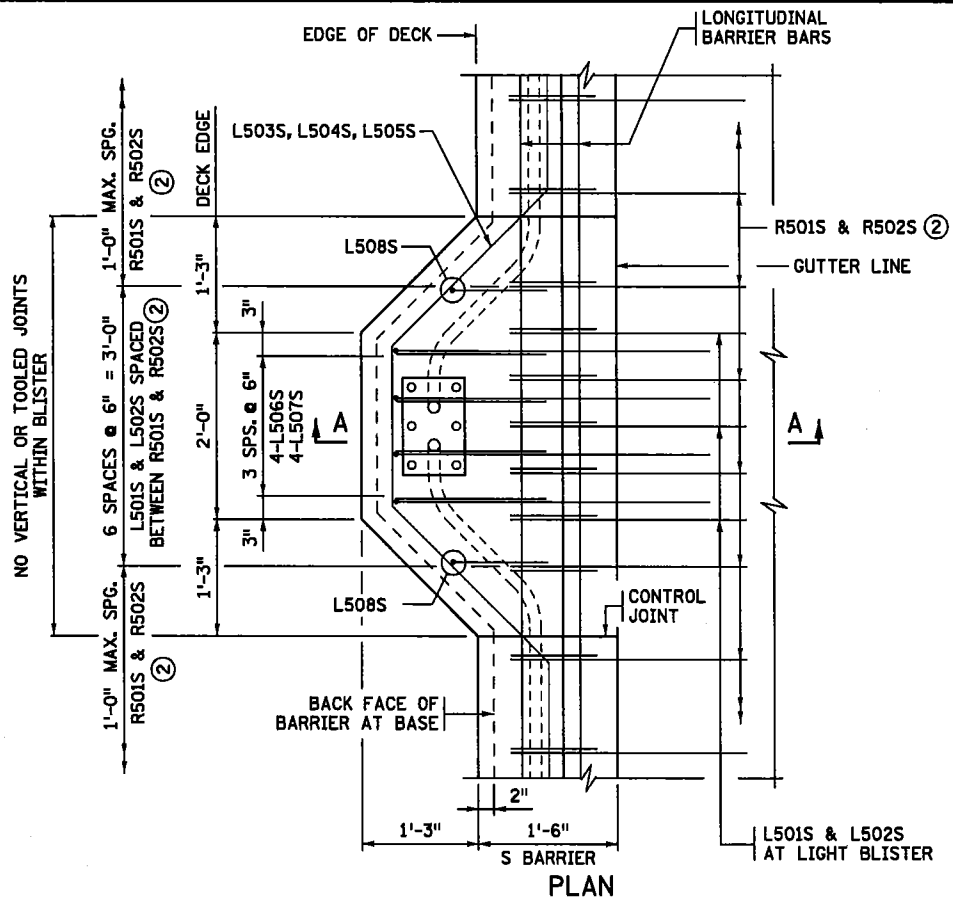 EDGE OF DECK
LONGITUDINAL
BARRIER BARS
L503S, L504S, L505S
1'-0" MAX. SPG.
R501S & R502S ②
DECK EDGE
L508S
R501S & R502S ②
GUTTER LINE
1'-3"
3"
NO VERTICAL OR TOOLED JOINTS
WITHIN BLISTER
6 SPACES @ 6" = 3'-0"
L501S & L502S SPACED
BETWEEN R501S & R502S ②
2'-0"
3 SPS. @ 6"
4-L506S
4-L507S
A
A
3"
1'-3"
L508S
CONTROL
JOINT
1'-0" MAX. SPG.
R501S & R502S ②
BACK FACE OF
BARRIER AT BASE
2"
1'-3"
1'-6"
S BARRIER
L501S & L502S
AT LIGHT BLISTER
PLAN